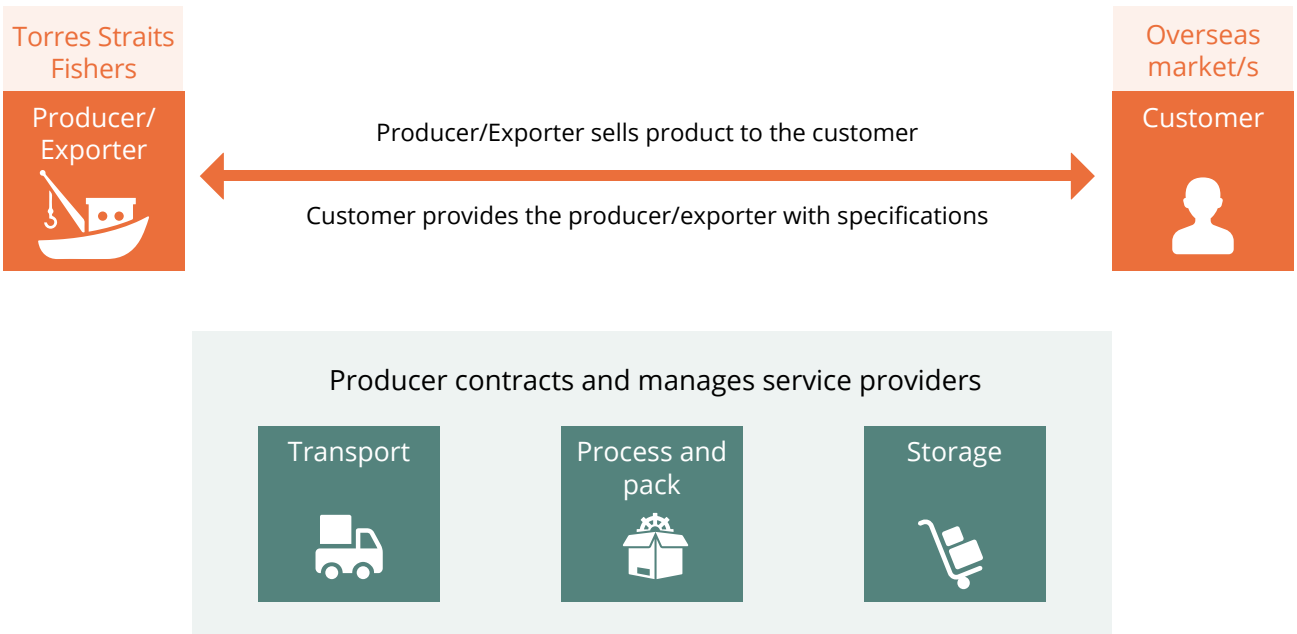 Torres Straits
Fishers
Producer/
Exporter
Producer/Exporter sells product to the customer
Customer provides the producer/exporter with specifications
Overseas
market/s
Customer
Producer contracts and manages service providers
Transport
Process and
pack
Storage